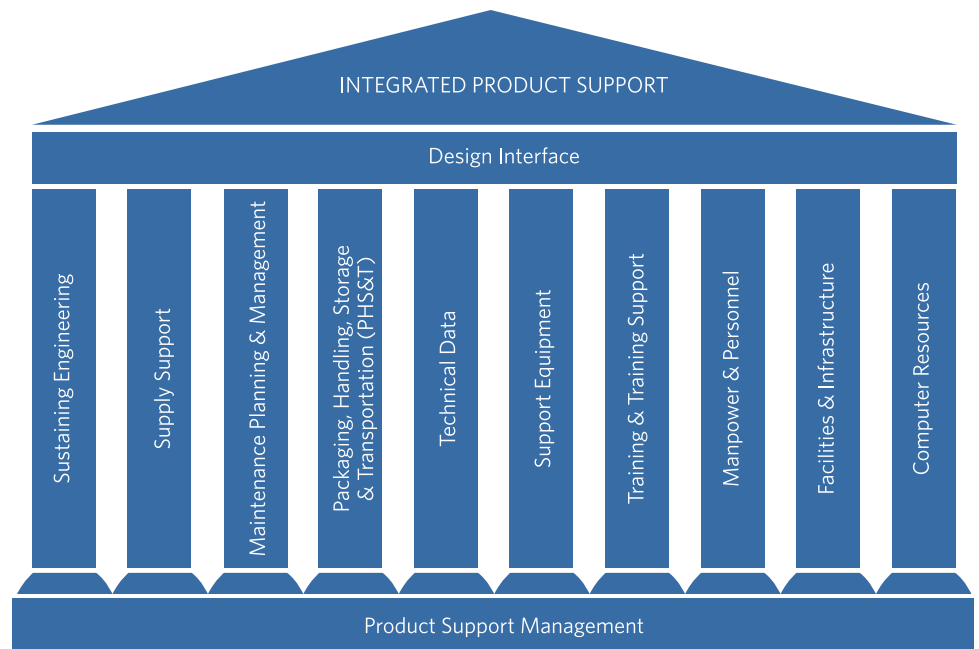 INTEGRATED PRODUCT SUPPORT
Design Interface
Sustaining Engineering
Supply Support
Maintenance Planning & Management
Packaging, Handling, Storage
& Transportation (PHS&T)
Technical Data
Support Equipment
Training & Training Support
Manpower & Personnel
Facilities & Infrastructure
Computer Resources
Product Support Management